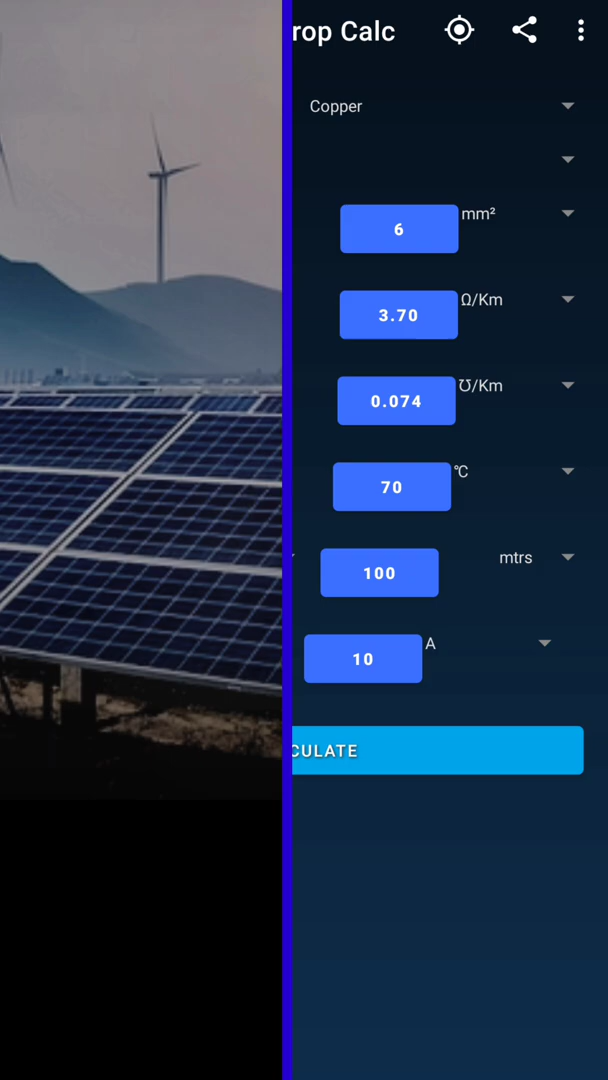 rop Calc
Copper
6 mm²
3.70 Ω/Km
0.074 ℧/Km
70 ℃
100 mtrs
10 A
CULATE